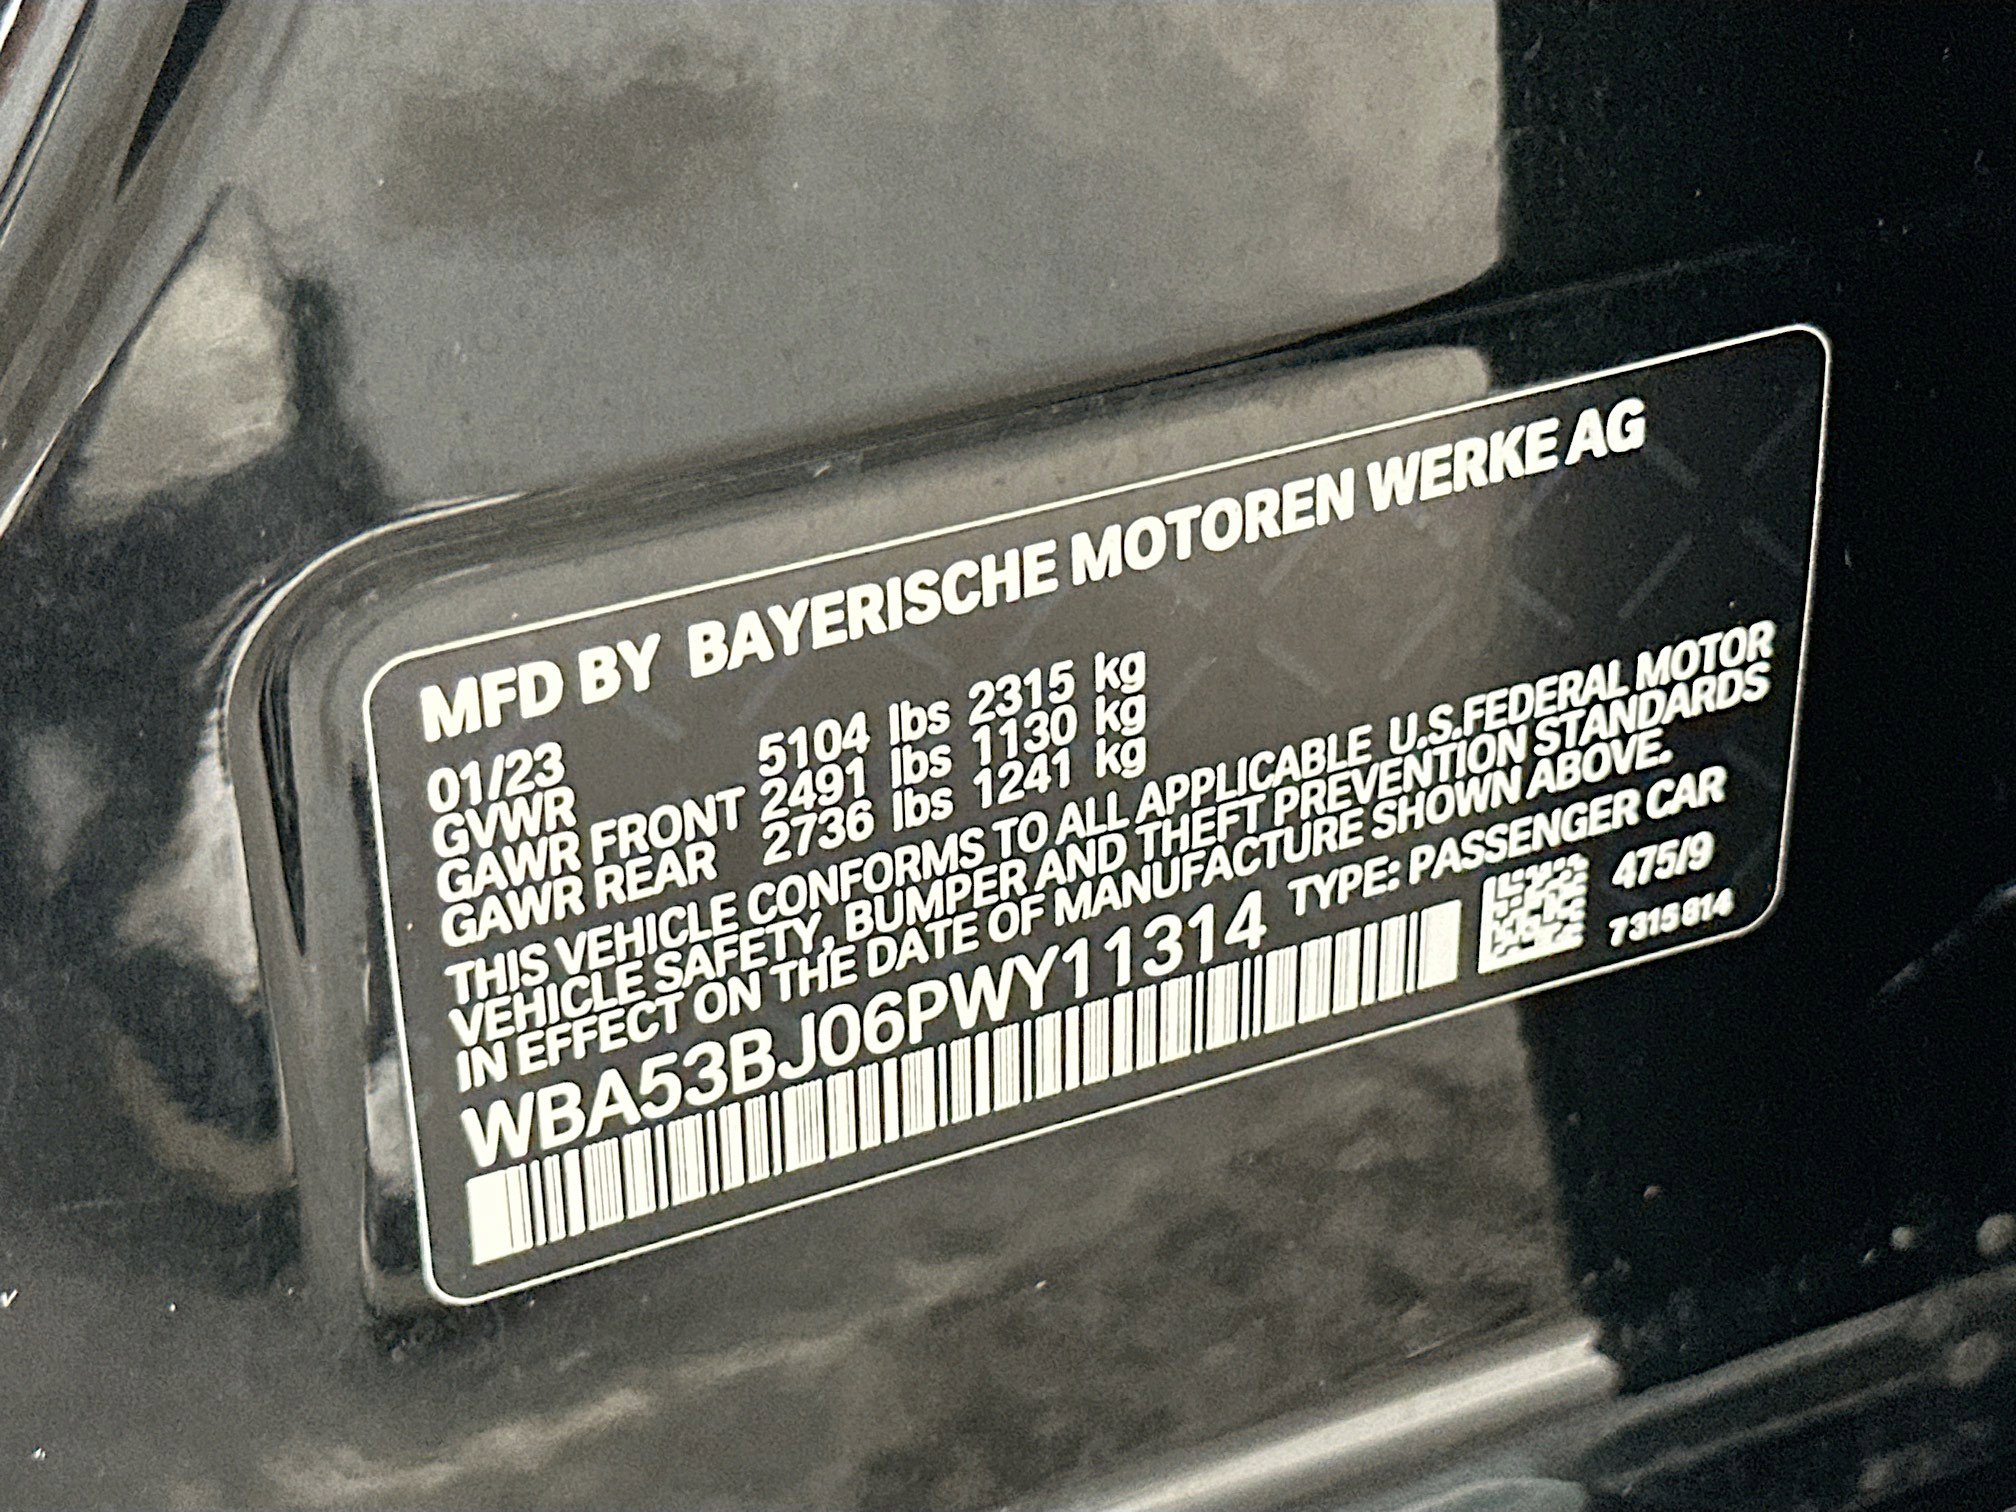 MFD BY BAYERISCHE MOTOREN WERKE AG
01/23
GVWR 5104 lbs 2315 kg
GAWR FRONT 2491 lbs 1130 kg
GAWR REAR 2736 lbs 1241 kg
THIS VEHICLE CONFORMS TO ALL APPLICABLE U.S.FEDERAL MOTOR
VEHICLE SAFETY, BUMPER AND THEFT PREVENTION STANDARDS
IN EFFECT ON THE DATE OF MANUFACTURE SHOWN ABOVE.
WBA53BJ06PWY11314 TYPE: PASSENGER CAR
475/9
7315814